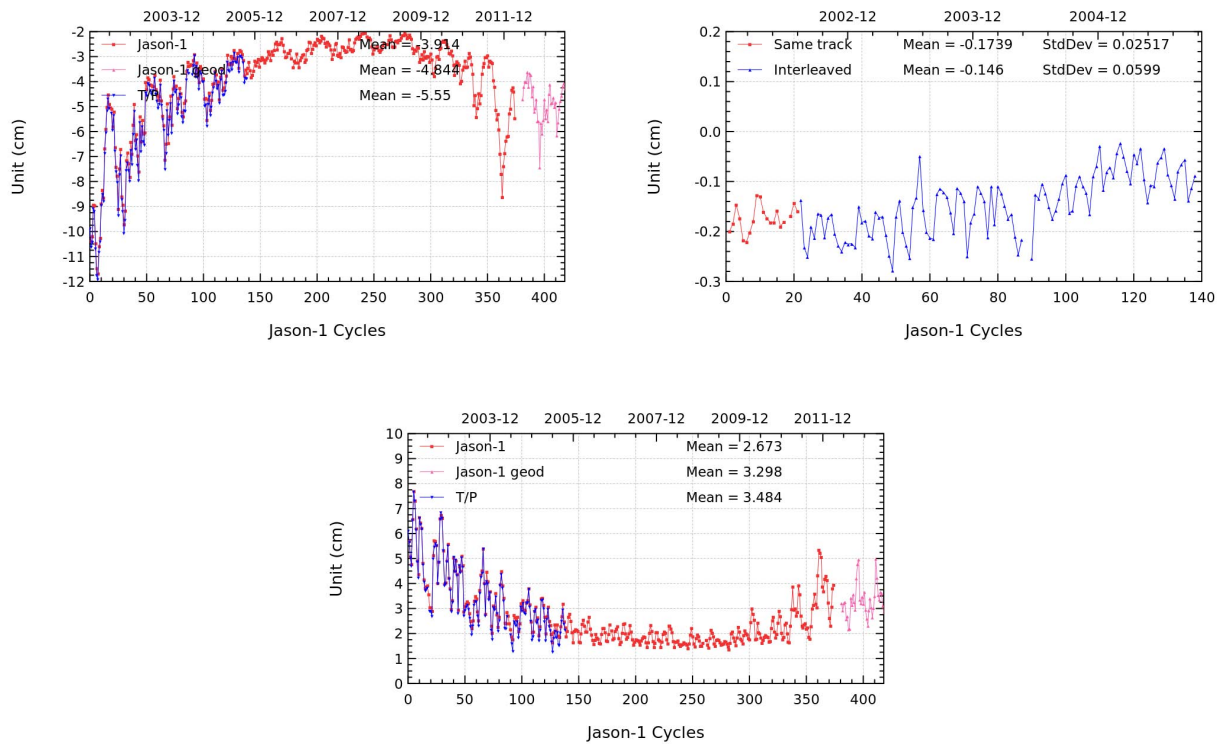 2003-12 2005-12 2007-12 2009-12 2011-12
-2
Jason-1 Mean = -3.914
-3
Jason-1 geod Mean = -4.844
-4
T/P Mean = -5.55
-5
-6
-7
-8
-9
-10
-11
-12
Unit (cm)
0 50 100 150 200 250 300 350 400
Jason-1 Cycles
2002-12 2003-12 2004-12
0.2
Same track Mean = -0.1739 StdDev = 0.02517
Interleaved Mean = -0.146 StdDev = 0.0599
0.1
0.0
-0.1
-0.2
-0.3
Unit (cm)
0 20 40 60 80 100 120 140
Jason-1 Cycles
2003-12 2005-12 2007-12 2009-12 2011-12
10
Jason-1 Mean = 2.673
9
Jason-1 geod Mean = 3.298
8
T/P Mean = 3.484
7
6
5
4
3
2
1
0
Unit (cm)
0 50 100 150 200 250 300 350 400
Jason-1 Cycles